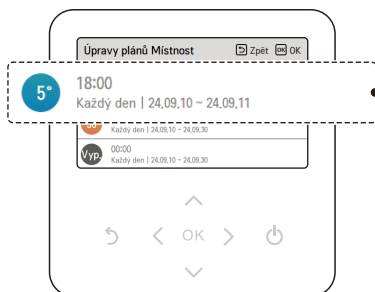 Úpravy plánů Místnost
Zpět OK OK
5°
18:00
Každý den | 24,09,10 ~ 24,09,11
Každý den | 24,09,10 ~ 24,09,30
Vyp.
00:00
Každý den | 24,09,10 ~ 24,09,30
OK